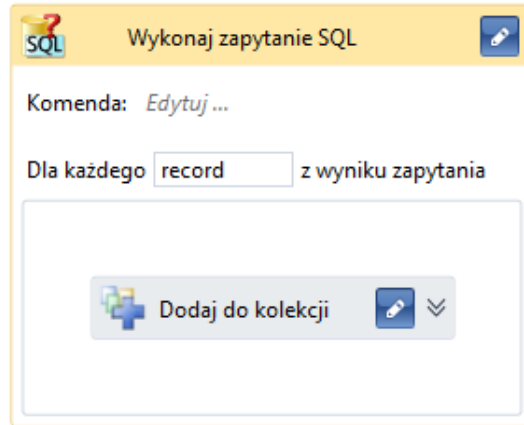 SQL
Wykonaj zapytanie SQL
Komenda: Edytuj ...
Dla każdego record z wyniku zapytania
Dodaj do kolekcji